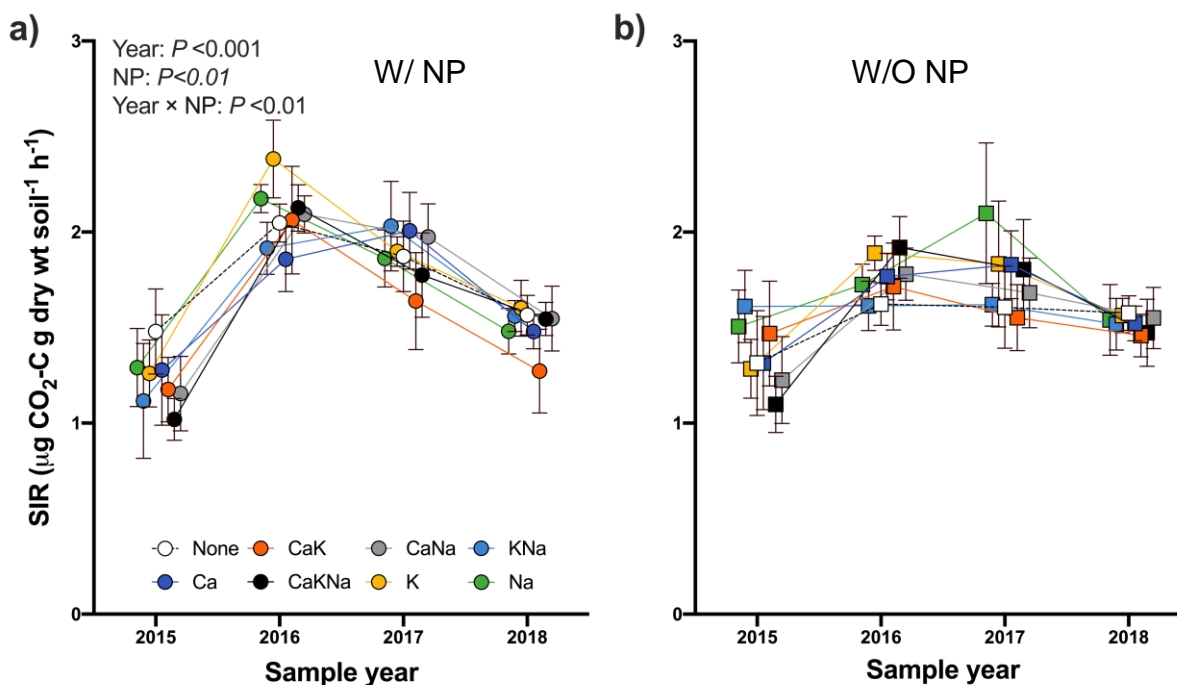 a)
Year: P <0.001
NP: P<0.01
Year × NP: P <0.01
W/ NP
SIR (μg CO₂-C g dry wt soil⁻¹ h⁻¹)
3
2
1
0
None
CaK
CaNa
KNa
Ca
CaKNa
K
Na
2015
2016
2017
2018
Sample year
b)
W/O NP
3
2
1
0
2015
2016
2017
2018
Sample year